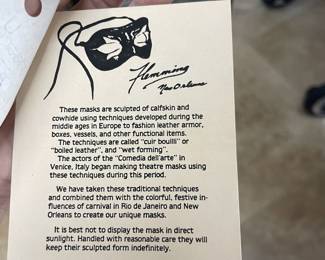 Flemming
New Orleans
These masks are sculpted of calfskin and
cowhide using techniques developed during the
middle ages in Europe to fashion leather armor,
boxes, vessels, and other functional items.
The techniques are called "cuir bouilli" or
"boiled leather", and "wet forming".
The actors of the "Comedia dell'arte" in
Venice, Italy began making theatre masks using
these techniques during this period.
We have taken these traditional techniques
and combined them with the colorful, festive in-
fluences of carnival in Rio de Janeiro and New
Orleans to create our unique masks.
It is best not to display the mask in direct
sunlight. Handled with reasonable care they will
keep their sculpted form indefinitely.